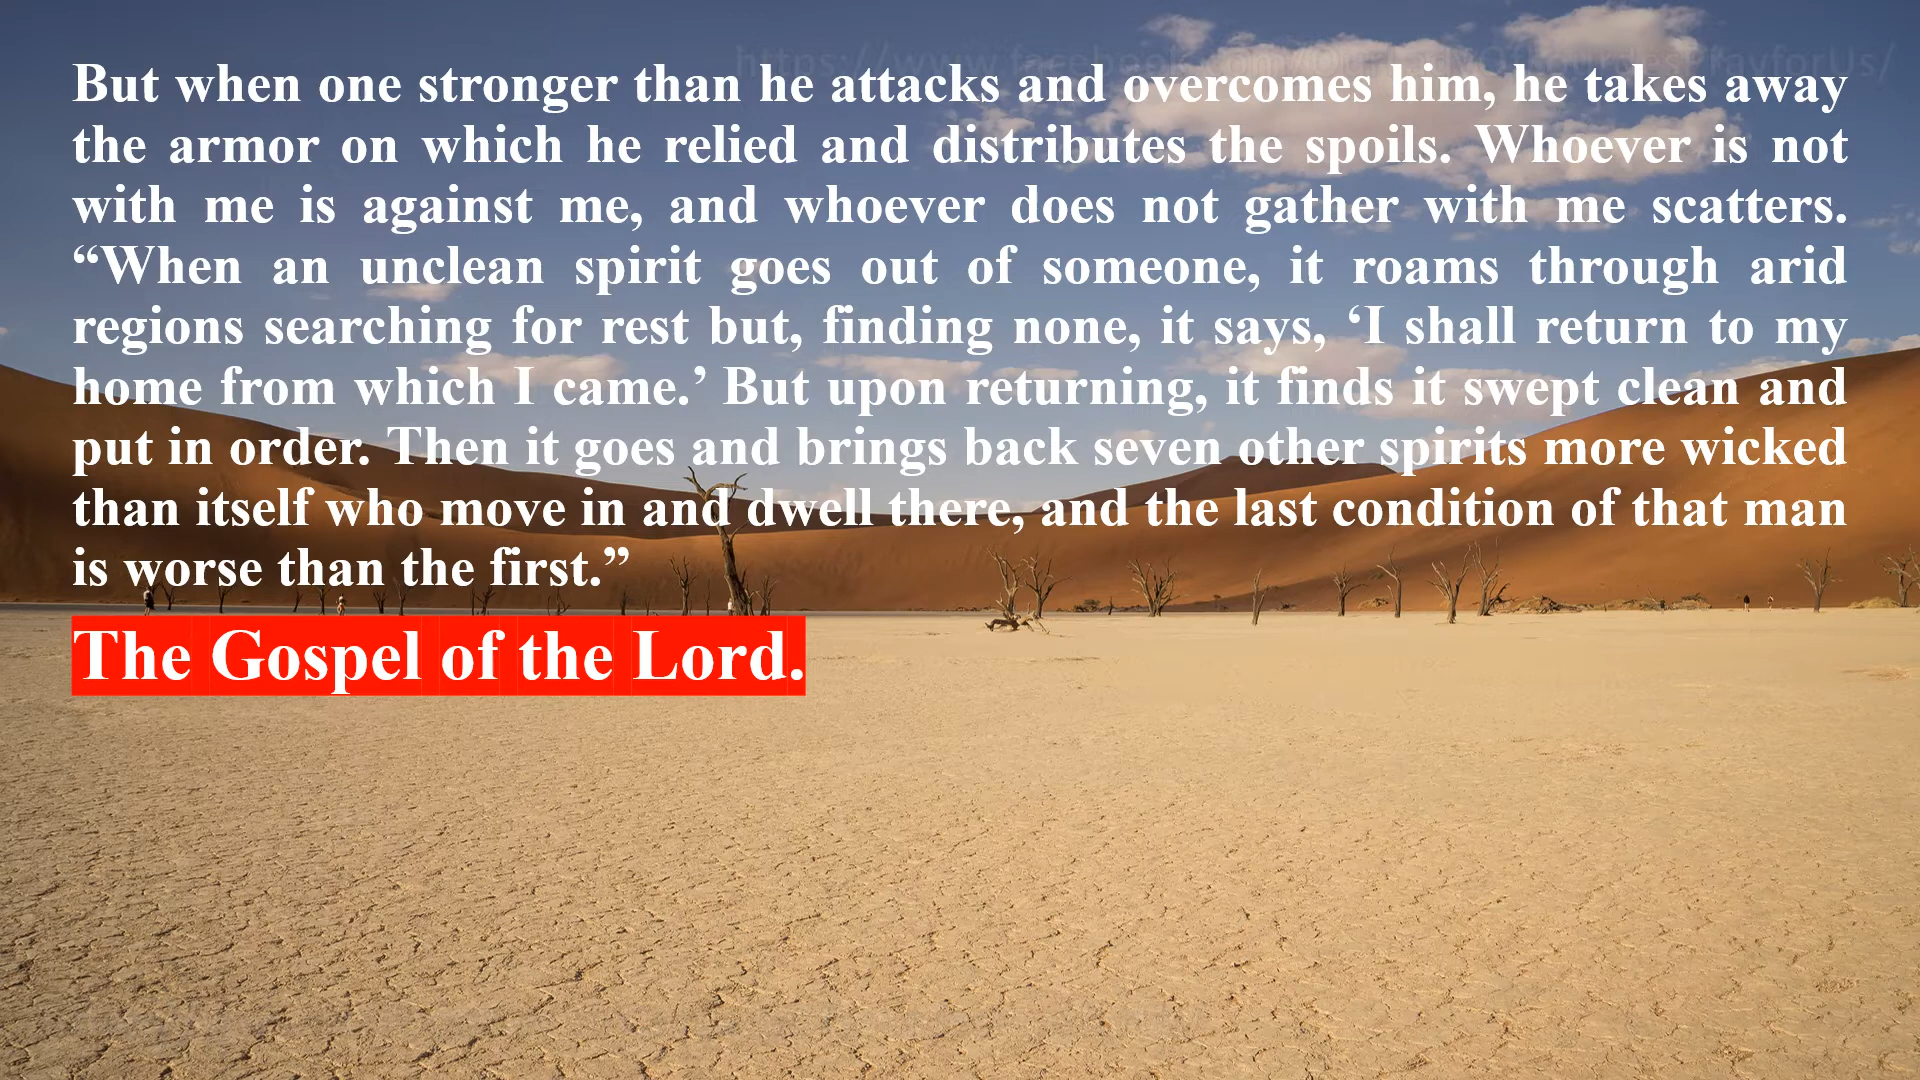 But when one stronger than he attacks and overcomes him, he takes away
the armor on which he relied and distributes the spoils. Whoever is not
with me is against me, and whoever does not gather with me scatters.
“When an unclean spirit goes out of someone, it roams through arid
regions searching for rest but, finding none, it says, ‘I shall return to my
home from which I came.’ But upon returning, it finds it swept clean and
put in order. Then it goes and brings back seven other spirits more wicked
than itself who move in and dwell there, and the last condition of that man
is worse than the first.”
The Gospel of the Lord.